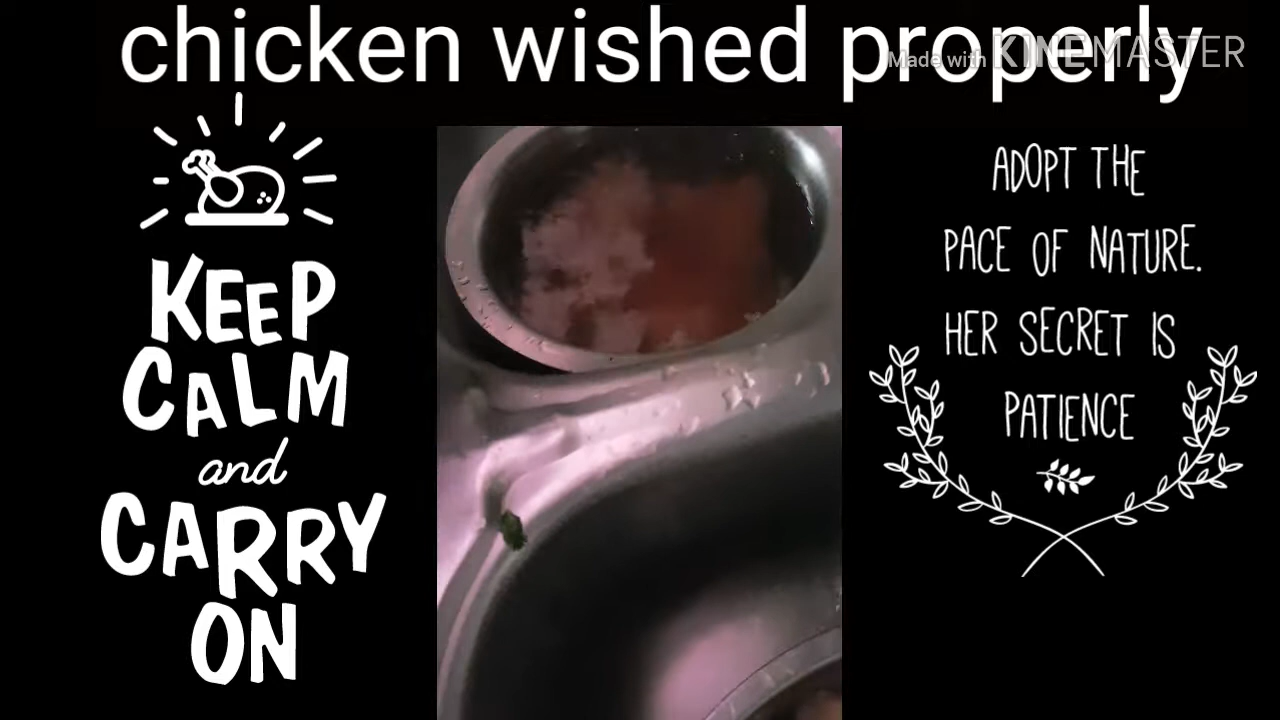 chicken wished properly
Made with KINEMASTER
KEEP
CALM
and
CARRY
ON
ADOPT THE
PACE OF NATURE.
HER SECRET IS
PATIENCE